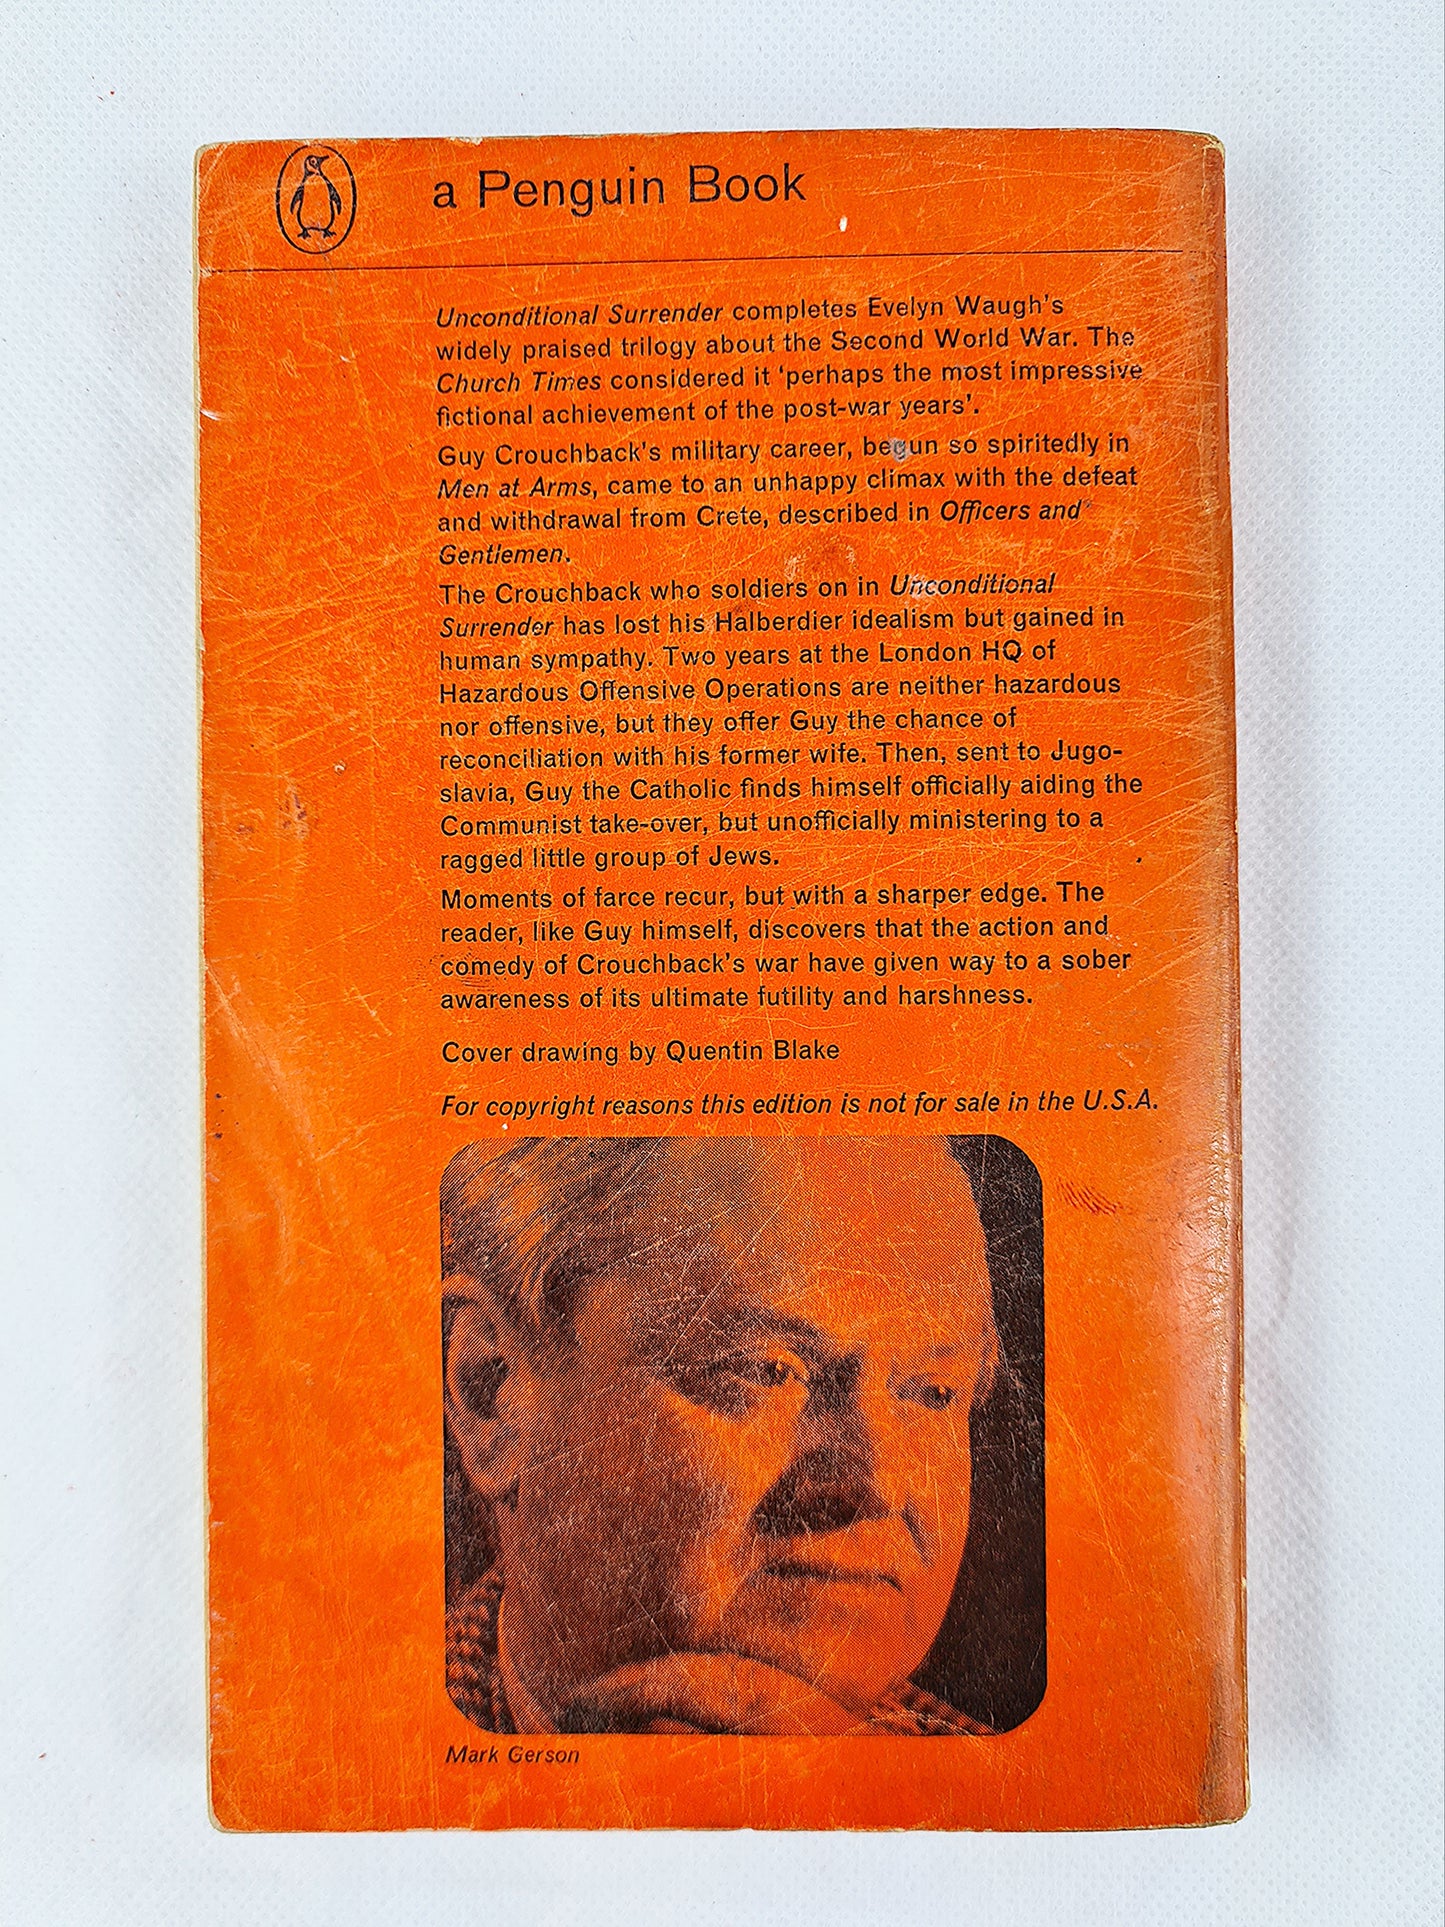 a Penguin Book
Unconditional Surrender completes Evelyn Waugh's
widely praised trilogy about the Second World War. The
Church Times considered it 'perhaps the most impressive
fictional achievement of the post-war years'.
Guy Crouchback's military career, begun so spiritedly in
Men at Arms, came to an unhappy climax with the defeat
and withdrawal from Crete, described in Officers and
Gentlemen.
The Crouchback who soldiers on in Unconditional
Surrender has lost his Halberdier idealism but gained in
human sympathy. Two years at the London HQ of
Hazardous Offensive Operations are neither hazardous
nor offensive, but they offer Guy the chance of
reconciliation with his former wife. Then, sent to Jugo-
slavia, Guy the Catholic finds himself officially aiding the
Communist take-over, but unofficially ministering to a
ragged little group of Jews.
Moments of farce recur, but with a sharper edge. The
reader, like Guy himself, discovers that the action and
comedy of Crouchback's war have given way to a sober
awareness of its ultimate futility and harshness.
Cover drawing by Quentin Blake
For copyright reasons this edition is not for sale in the U.S.A.
Mark Gerson